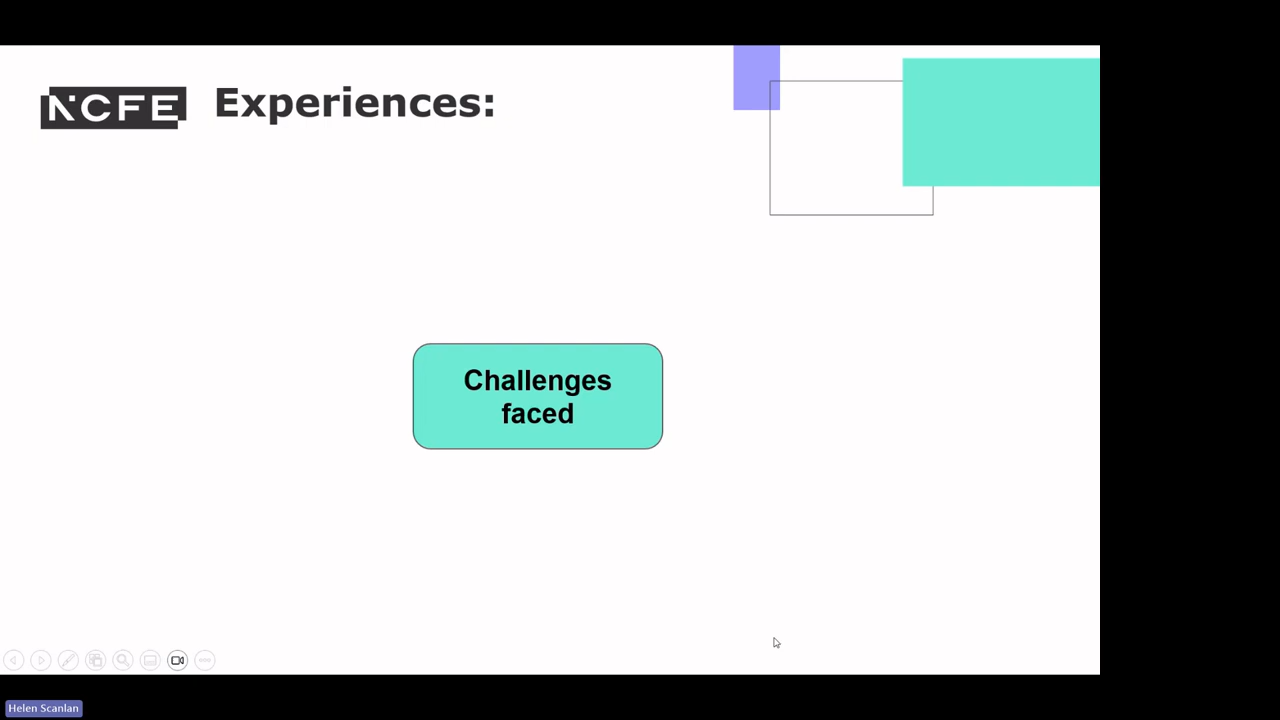 NCFE
Experiences:
Challenges
faced
Helen Scanlan